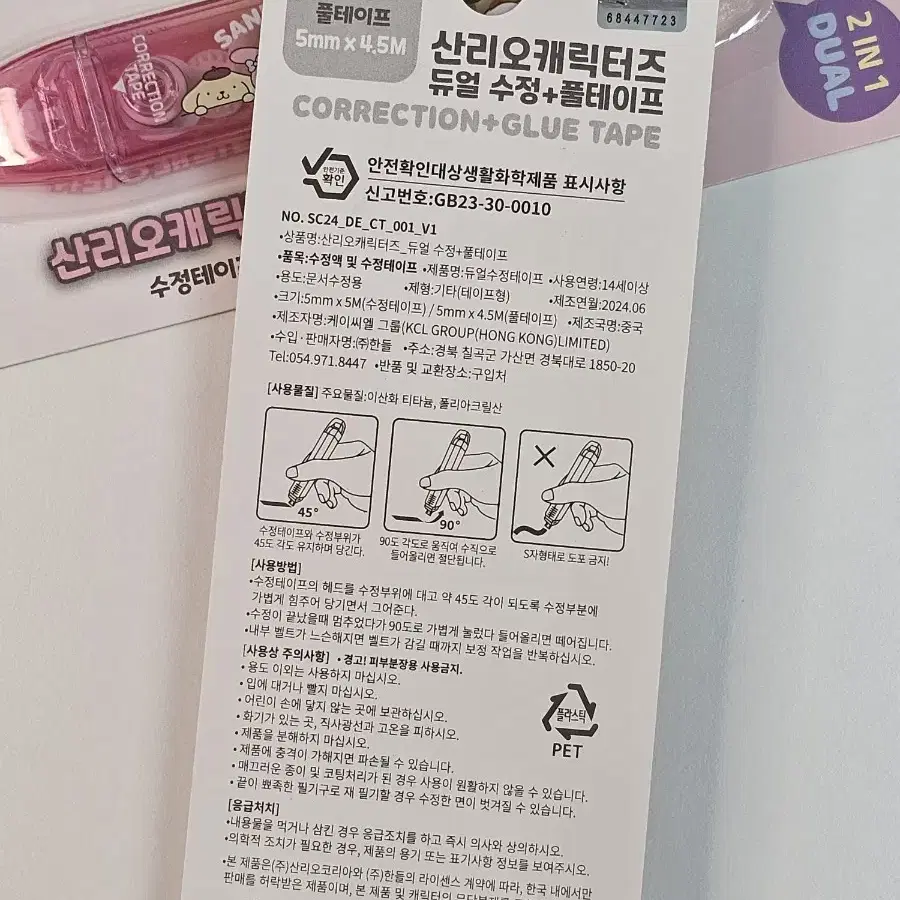 풀테이프
5mm x 4.5M
68447723
산리오캐릭터즈
듀얼 수정+풀테이프
CORRECTION+GLUE TAPE
2 IN 1
DUAL
CORRECTION
TAPE
SAN
산리오캐릭
수정테이프
안전기준
확인
안전확인대상생활화학제품 표시사항
신고번호:GB23-30-0010
NO. SC24_DE_CT_001_V1
•상품명:산리오캐릭터즈_듀얼 수정+풀테이프
•품목:수정액 및 수정테이프 •제품명:듀얼수정테이프 •사용연령:14세이상
•용도:문서수정용 •제형:기타(테이프형) •제조연월:2024.06
•크기:5mm x 5M(수정테이프) / 5mm x 4.5M(풀테이프) •제조국명:중국
•제조자명:케이씨엘 그룹(KCL GROUP(HONG KONG)LIMITED)
•수입·판매자명:㈜한들 •주소:경북 칠곡군 가산면 경북대로 1850-20
Tel:054.971.8447 •반품 및 교환장소:구입처
[사용물질] 주요물질:이산화 티타늄, 폴리아크릴산
45°
90°
수정테이프와 수정부위가
45도 각도 유지하며 당긴다.
90도 각도로 움직여 수직으로
들어올리면 절단됩니다.
S자형태로 도포 금지!
[사용방법]
•수정테이프의 헤드를 수정부위에 대고 약 45도 각이 되도록 수정부분에
가볍게 힘주어 당기면서 그어준다.
•수정이 끝났을때 멈추었다가 90도로 가볍게 눌렀다 들어올리면 떼어집니다.
•내부 벨트가 느슨해지면 벨트가 감길 때까지 보정 작업을 반복하십시오.
[사용상 주의사항] • 경고! 피부분장용 사용금지.
• 용도 이외는 사용하지 마십시오.
• 입에 대거나 빨지 마십시오.
• 어린이 손에 닿지 않는 곳에 보관하십시오.
• 화기가 있는 곳, 직사광선과 고온을 피하십시오.
• 제품을 분해하지 마십시오.
• 제품에 충격이 가해지면 파손될 수 있습니다.
• 매끄러운 종이 및 코팅처리가 된 경우 사용이 원활하지 않을 수 있습니다.
• 끝이 뾰족한 필기구로 재 필기할 경우 수정한 면이 벗겨질 수 있습니다.
플라스틱
PET
[응급처치]
•내용물을 먹거나 삼킨 경우 응급조치를 하고 즉시 의사와 상의하십시오.
•의학적 조치가 필요한 경우, 제품의 용기 또는 표기사항 정보를 보여주시오.
•본 제품은(주)산리오코리아와 (주)한들의 라이센스 계약에 따라, 한국 내에서만
판매를 허락받은 제품이며, 본 제품 및 캐릭터의